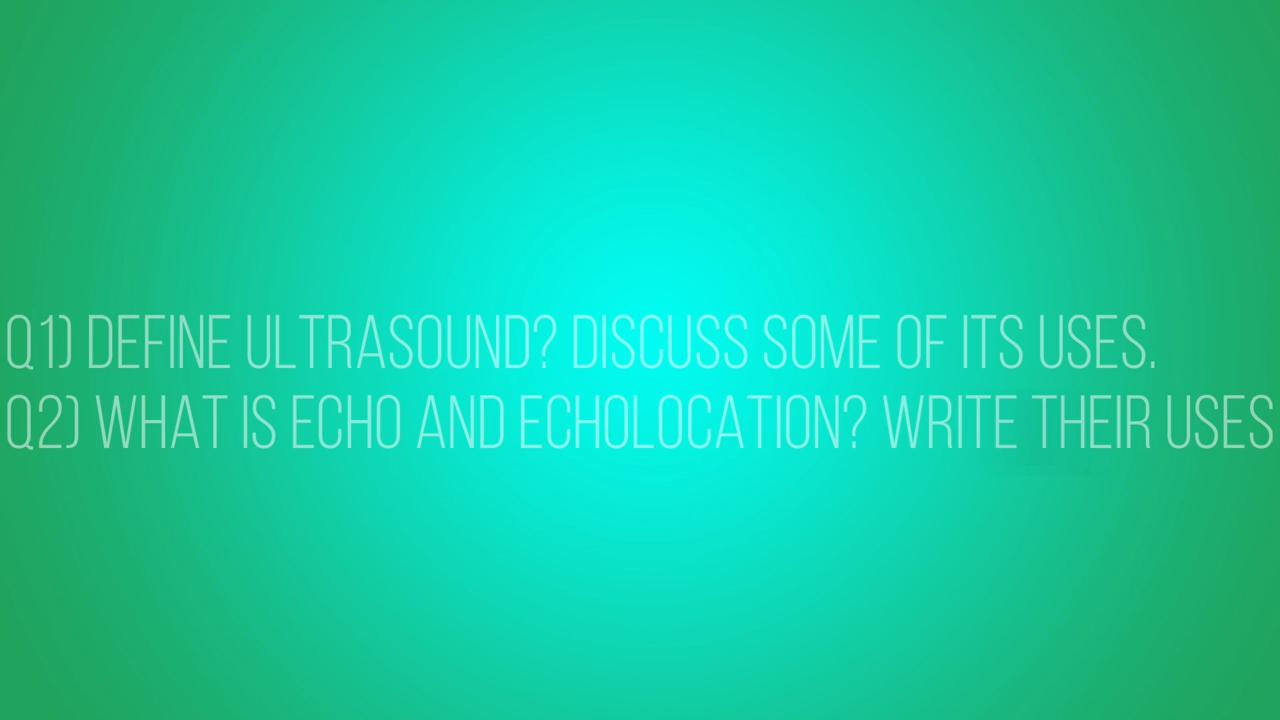 Q1) DEFINE ULTRASOUND? DISCUSS SOME OF ITS USES.
Q2) WHAT IS ECHO AND ECHOLOCATION? WRITE THEIR USES